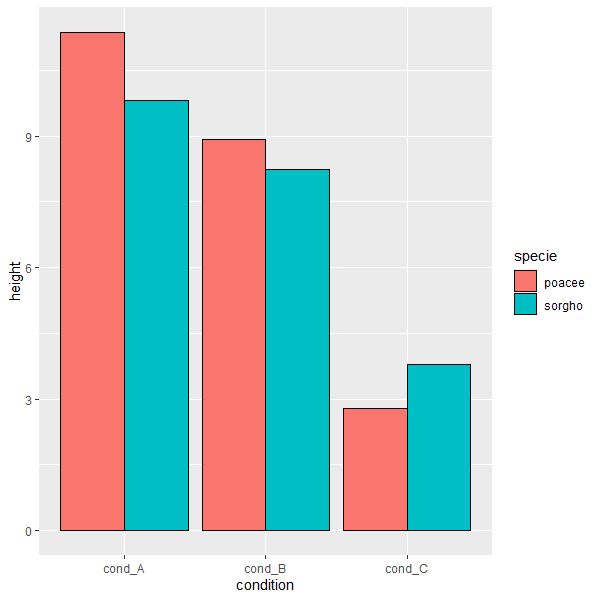 height
9
6
3
0
cond_A cond_B cond_C
condition
specie
poacee
sorgho